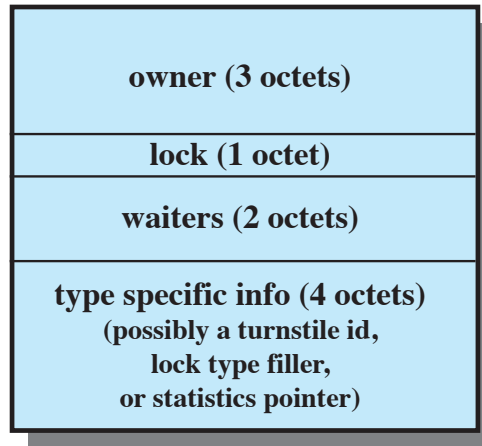 owner (3 octets)
lock (1 octet)
waiters (2 octets)
type specific info (4 octets)
(possibly a turnstile id,
lock type filler,
or statistics pointer)